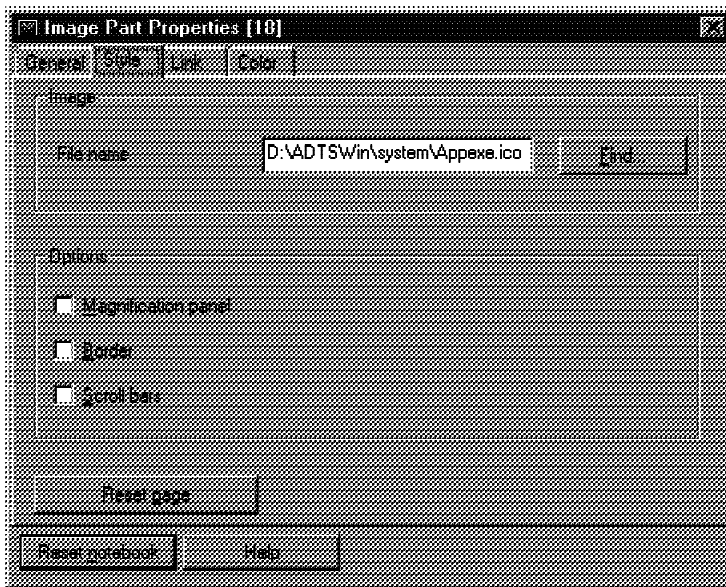 Image Part Properties [18]
General Style Link Color
Image
File name D:\ADTSWin\system\Appexe.ico Find...
Options
Magnification panel
Border
Scroll bars
Reset page
Reset notebook Help